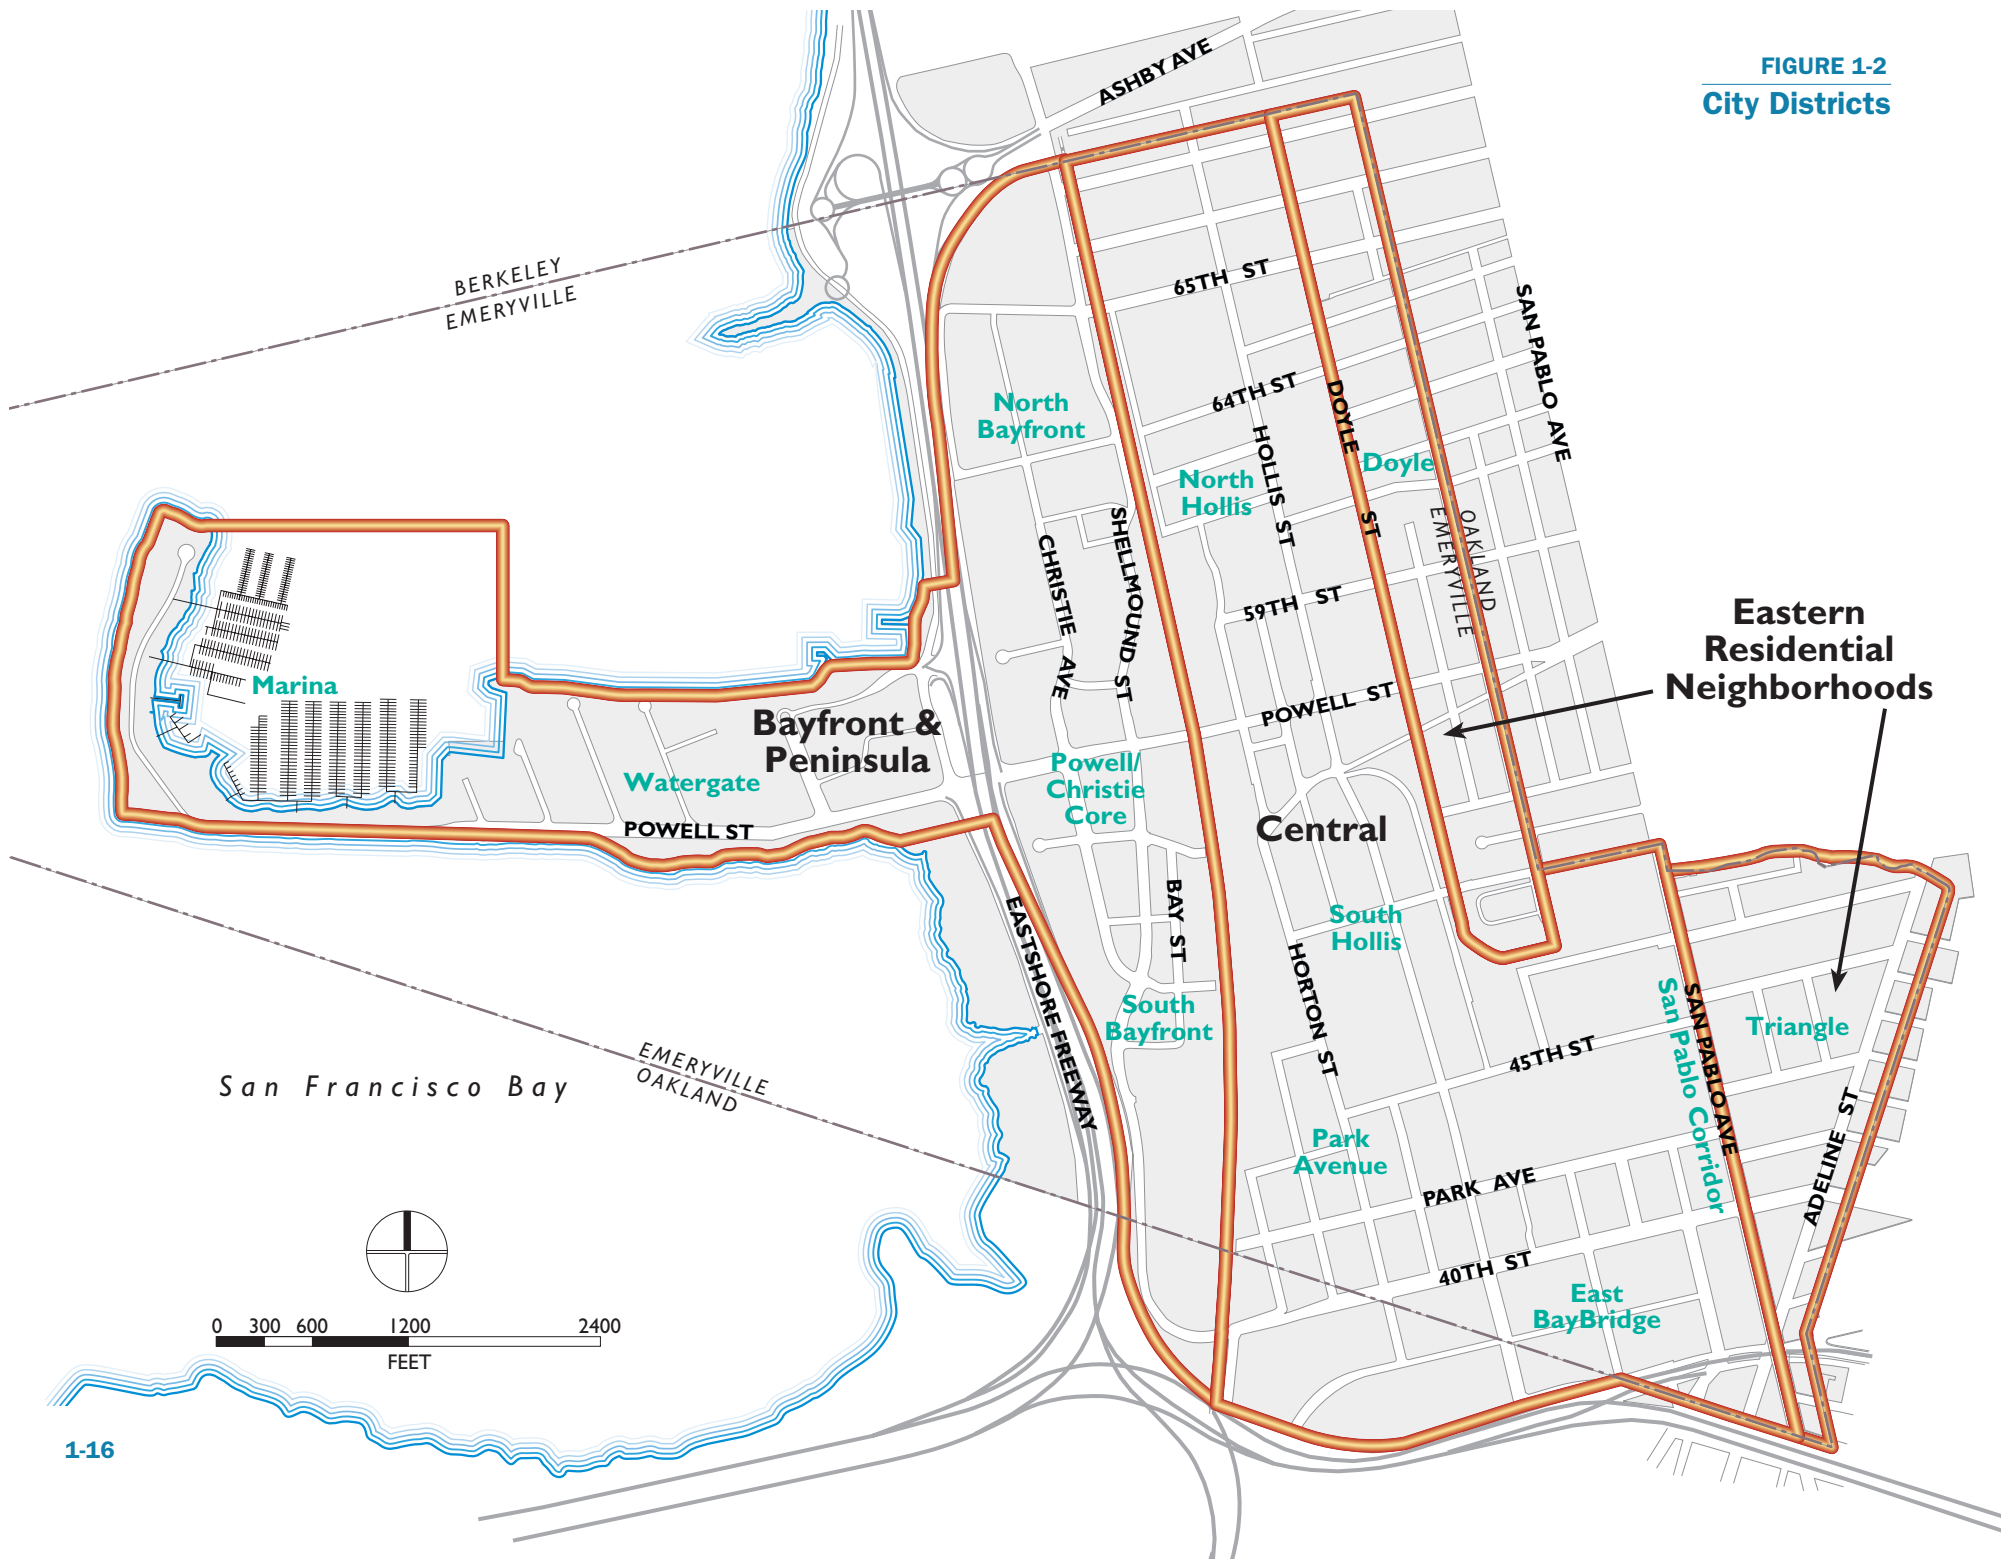 FIGURE 1-2
City Districts
ASHBY AVE
BERKELEY
EMERYVILLE
65TH ST
SAN PABLO AVE
64TH ST
DOYLE ST
HOLLIS ST
North
Bayfront
North
Hollis
Doyle
OAKLAND
EMERYVILLE
SHELLMOUND ST
CHRISTIE AVE
59TH ST
Eastern
Residential
Neighborhoods
Marina
POWELL ST
Bayfront &
Peninsula
Watergate
Powell/
Christie
Core
POWELL ST
Central
BAY ST
EASTSHORE FREEWAY
South
Hollis
HORTON ST
South
Bayfront
San Pablo Corridor
SAN PABLO AVE
Triangle
45TH ST
EMERYVILLE
OAKLAND
San Francisco Bay
ADELINE ST
Park
Avenue
PARK AVE
40TH ST
East
BayBridge
0 300 600 1200 2400
FEET
1-16